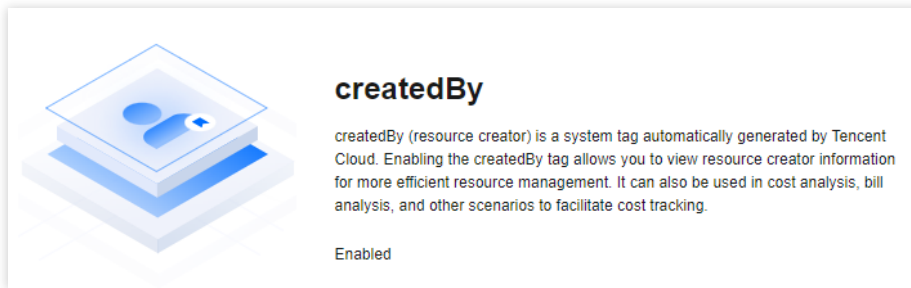 createdBy
createdBy (resource creator) is a system tag automatically generated by Tencent
Cloud. Enabling the createdBy tag allows you to view resource creator information
for more efficient resource management. It can also be used in cost analysis, bill
analysis, and other scenarios to facilitate cost tracking.
Enabled